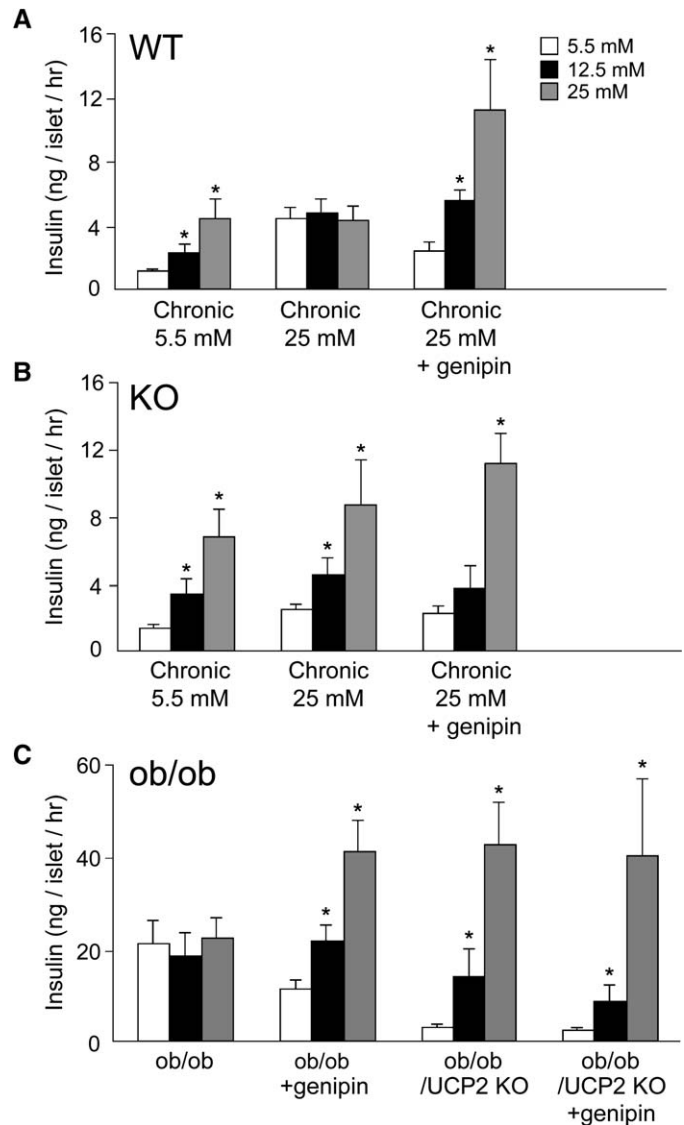 A
WT
Insulin (ng / islet / hr)
16
12
8
4
0
5.5 mM
12.5 mM
25 mM
*
*
*
*
Chronic
5.5 mM
Chronic
25 mM
Chronic
25 mM
+ genipin
B
KO
Insulin (ng / islet / hr)
16
12
8
4
0
*
*
*
*
*
Chronic
5.5 mM
Chronic
25 mM
Chronic
25 mM
+ genipin
C
ob/ob
Insulin (ng / islet / hr)
60
40
20
0
*
*
*
*
*
*
ob/ob
ob/ob
+genipin
ob/ob
/UCP2 KO
ob/ob
/UCP2 KO
+genipin